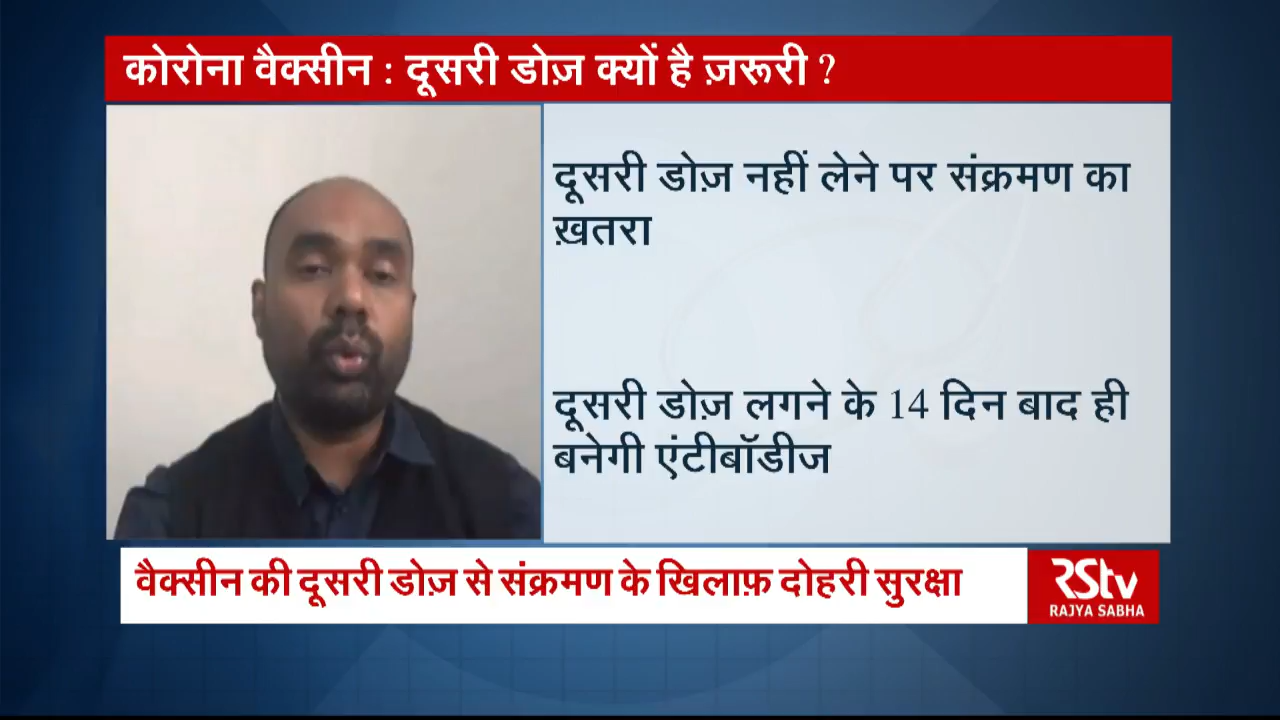 कोरोना वैक्सीन : दूसरी डोज़ क्यों है ज़रूरी ?
दूसरी डोज़ नहीं लेने पर संक्रमण का
ख़तरा
दूसरी डोज़ लगने के 14 दिन बाद ही
बनेगी एंटीबॉडीज
वैक्सीन की दूसरी डोज़ से संक्रमण के खिलाफ़ दोहरी सुरक्षा
RSTV
RAJYA SABHA